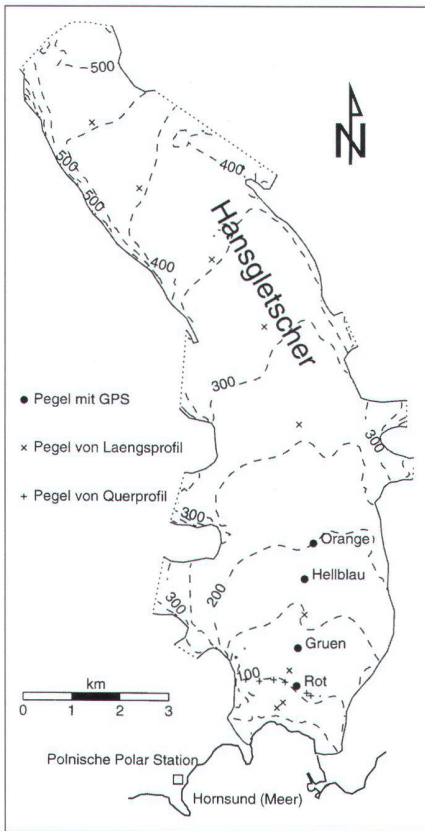 500
N
400
500
500
Hansgletscher
400
300
● Pegel mit GPS
× Pegel von Laengsprofil
300
+ Pegel von Querprofil
300
Orange
Hellblau
200
300
Gruen
100
Rot
km
0 1 2 3
Polnische Polar Station
Hornsund (Meer)